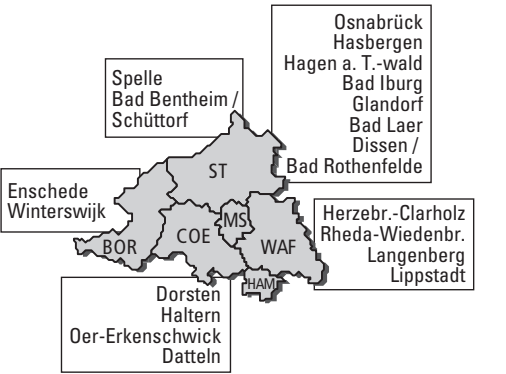 Osnabrück
Hasbergen
Hagen a. T.-wald
Bad Iburg
Glandorf
Bad Laer
Dissen /
Bad Rothenfelde
Spelle
Bad Bentheim /
Schüttorf
ST
Enschede
Winterswijk
BOR
COE
MS
WAF
HAM
Herzebr.-Clarholz
Rheda-Wiedenbr.
Langenberg
Lippstadt
Dorsten
Haltern
Oer-Erkenschwick
Datteln